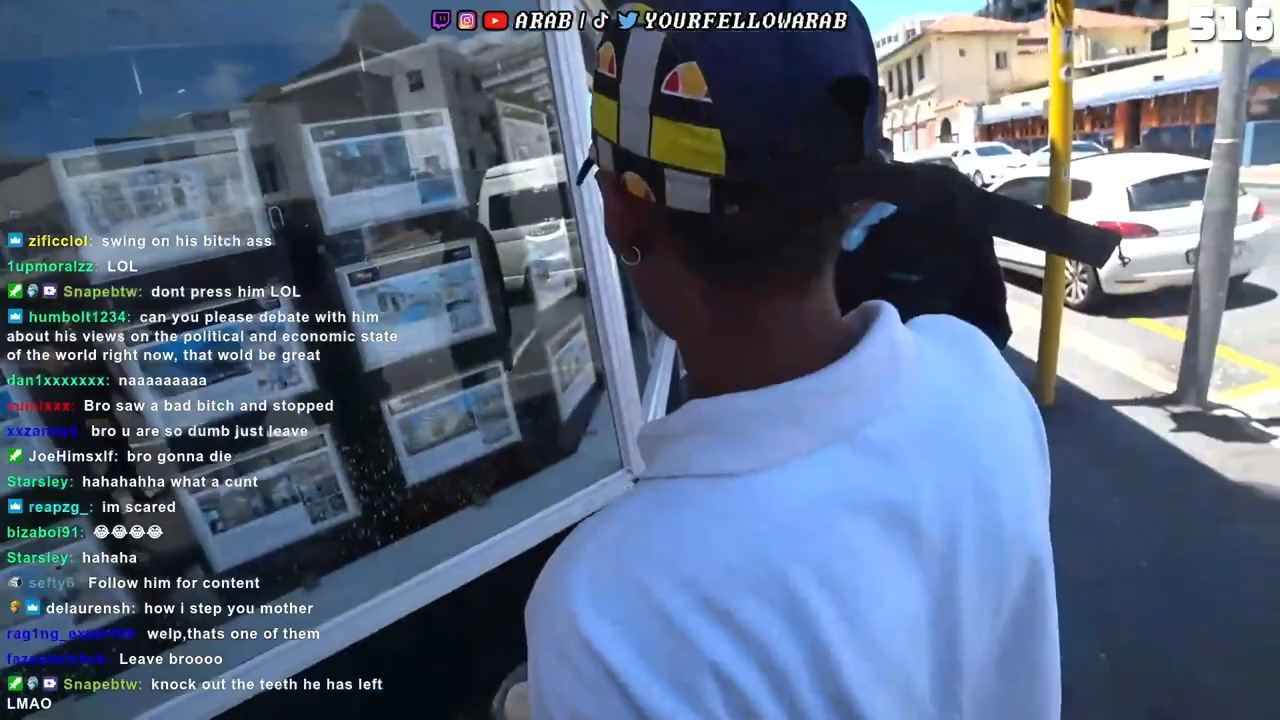 ARAB | YOURFELLOWARAB
516
zificclol: swing on his bitch ass
1upmoralzz: LOL
Snapebtw: dont press him LOL
humbolt1234: can you please debate with him
about his views on the political and economic state
of the world right now, that wold be great
dan1xxxxxxx: naaaaaaaaa
Bro saw a bad bitch and stopped
bro u are so dumb just leave
JoeHimsxlf: bro gonna die
Starsley: hahahahha what a cunt
reapzg_: im scared
bizaboi91: 😂😂😂😂
Starsley: hahaha
sefty6: Follow him for content
delaurensh: how i step you mother
welp,thats one of them
Leave broooo
Snapebtw: knock out the teeth he has left
LMAO